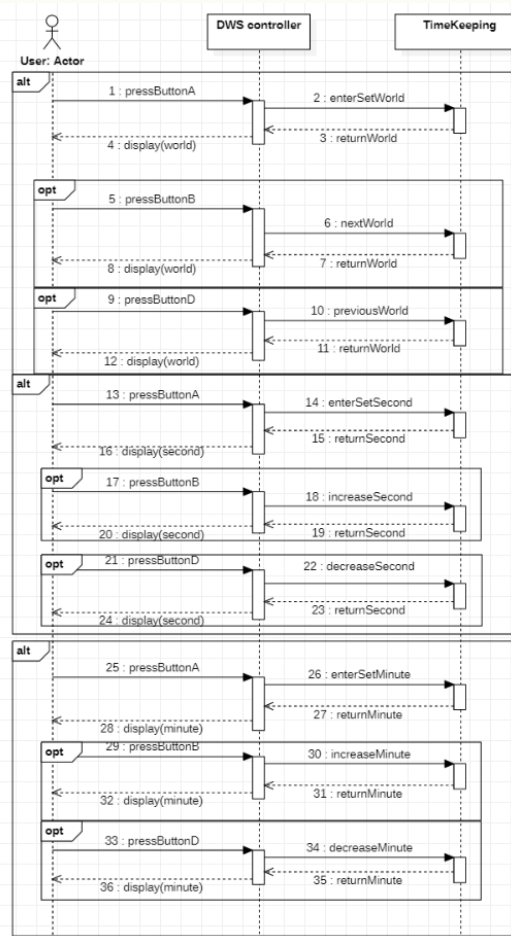 DWS controller
TimeKeeping
User: Actor
alt
1 : pressButtonA
2 : enterSetWorld
3 : returnWorld
4 : display(world)
opt
5 : pressButtonB
6 : nextWorld
7 : returnWorld
8 : display(world)
opt
9 : pressButtonD
10 : previousWorld
11 : returnWorld
12 : display(world)
alt
13 : pressButtonA
14 : enterSetSecond
15 : returnSecond
16 : display(second)
opt
17 : pressButtonB
18 : increaseSecond
19 : returnSecond
20 : display(second)
opt
21 : pressButtonD
22 : decreaseSecond
23 : returnSecond
24 : display(second)
alt
25 : pressButtonA
26 : enterSetMinute
27 : returnMinute
28 : display(minute)
opt
29 : pressButtonB
30 : increaseMinute
31 : returnMinute
32 : display(minute)
opt
33 : pressButtonD
34 : decreaseMinute
35 : returnMinute
36 : display(minute)